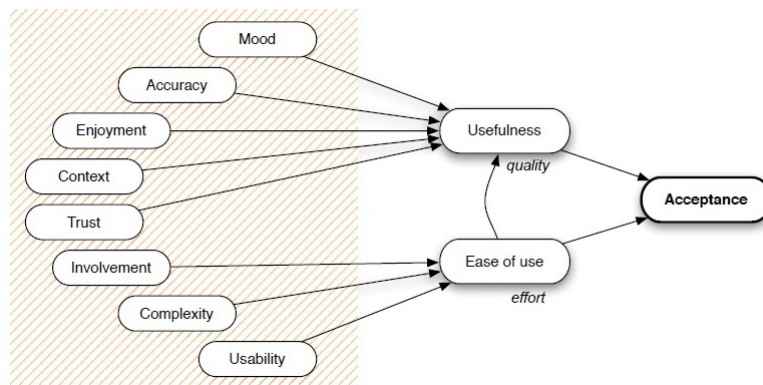 Mood
Accuracy
Enjoyment
Usefulness
Context
quality
Acceptance
Trust
Involvement
Ease of use
effort
Complexity
Usability